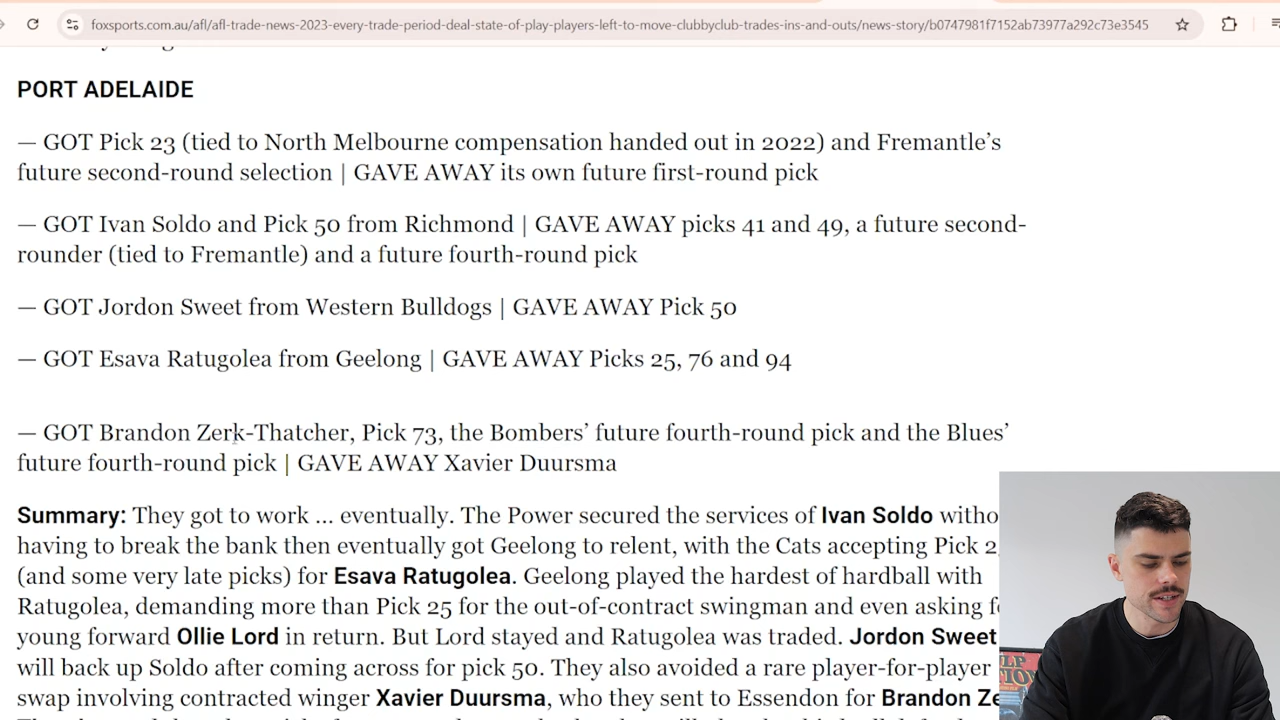 foxsports.com.au/afl/afl-trade-news-2023-every-trade-period-deal-state-of-play-players-left-to-move-clubbyclub-trades-ins-and-outs/news-story/b0747981f7152ab73977a292c73e3545
PORT ADELAIDE
— GOT Pick 23 (tied to North Melbourne compensation handed out in 2022) and Fremantle’s
future second-round selection | GAVE AWAY its own future first-round pick
— GOT Ivan Soldo and Pick 50 from Richmond | GAVE AWAY picks 41 and 49, a future second-
rounder (tied to Fremantle) and a future fourth-round pick
— GOT Jordon Sweet from Western Bulldogs | GAVE AWAY Pick 50
— GOT Esava Ratugolea from Geelong | GAVE AWAY Picks 25, 76 and 94
— GOT Brandon Zerk-Thatcher, Pick 73, the Bombers’ future fourth-round pick and the Blues’
future fourth-round pick | GAVE AWAY Xavier Duursma
Summary: They got to work ... eventually. The Power secured the services of Ivan Soldo witho
having to break the bank then eventually got Geelong to relent, with the Cats accepting Pick 2
(and some very late picks) for Esava Ratugolea. Geelong played the hardest of hardball with
Ratugolea, demanding more than Pick 25 for the out-of-contract swingman and even asking f
young forward Ollie Lord in return. But Lord stayed and Ratugolea was traded. Jordon Sweet
will back up Soldo after coming across for pick 50. They also avoided a rare player-for-player
swap involving contracted winger Xavier Duursma, who they sent to Essendon for Brandon Ze